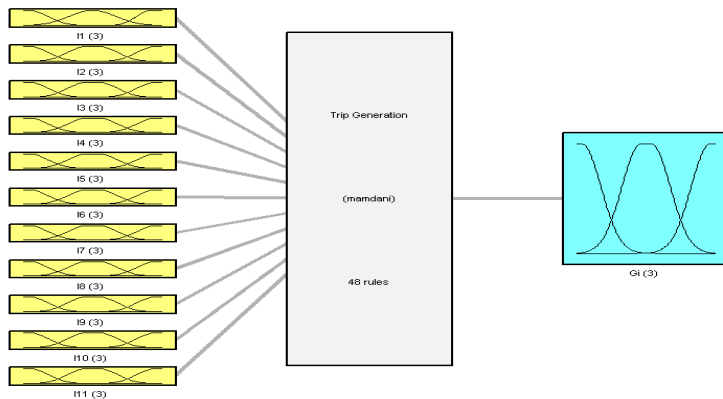 I1 (3)
I2 (3)
I3 (3)
I4 (3)
I5 (3)
I6 (3)
I7 (3)
I8 (3)
I9 (3)
I10 (3)
I11 (3)
Trip Generation
(mamdani)
48 rules
Gi (3)